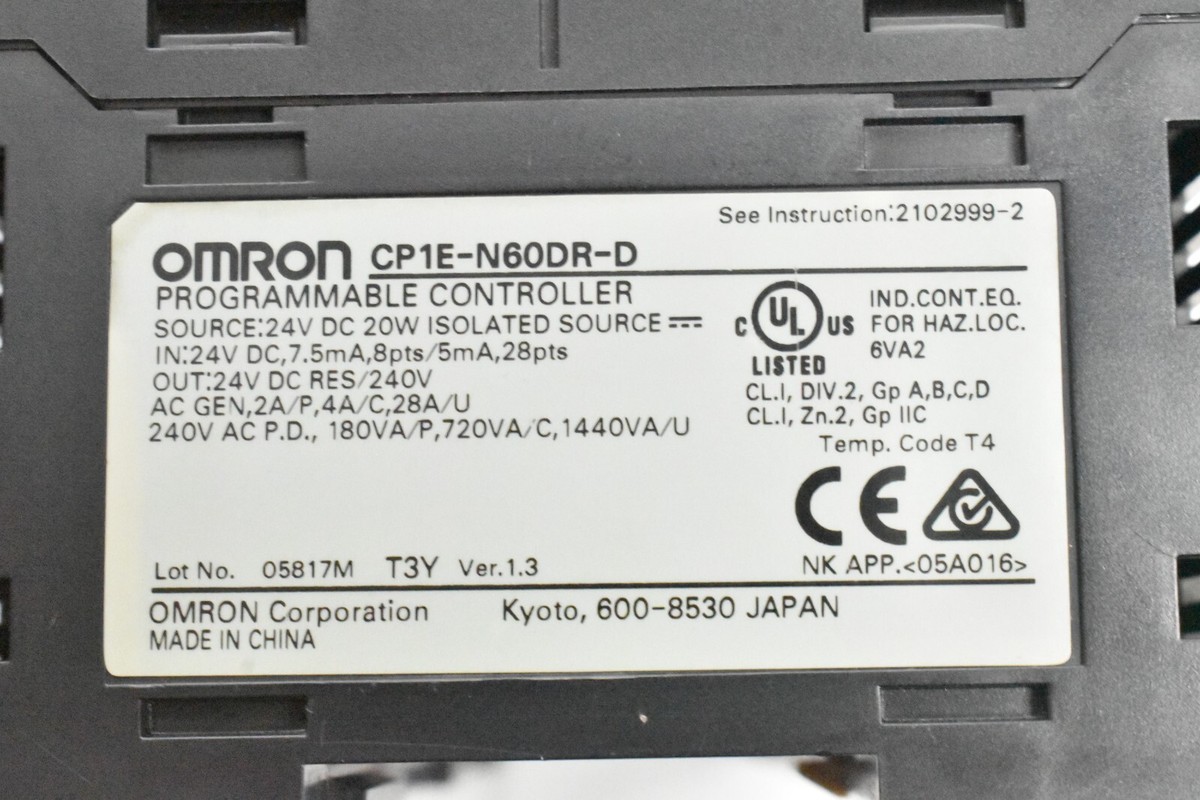 See Instruction:2102999-2
OMRON CP1E-N60DR-D
PROGRAMMABLE CONTROLLER
SOURCE:24V DC 20W ISOLATED SOURCE
IN:24V DC,7.5mA,8pts/5mA,28pts
OUT:24V DC RES/240V
AC GEN,2A/P,4A/C,28A/U
240V AC P.D., 180VA/P,720VA/C,1440VA/U
C UL US
LISTED
IND.CONT.EQ.
FOR HAZ.LOC.
6VA2
CL.I, DIV.2, Gp A,B,C,D
CL.I, Zn.2, Gp IIC
Temp. Code T4
CE
Lot No. 05817M T3Y Ver.1.3
NK APP.<05A016>
OMRON Corporation Kyoto, 600-8530 JAPAN
MADE IN CHINA